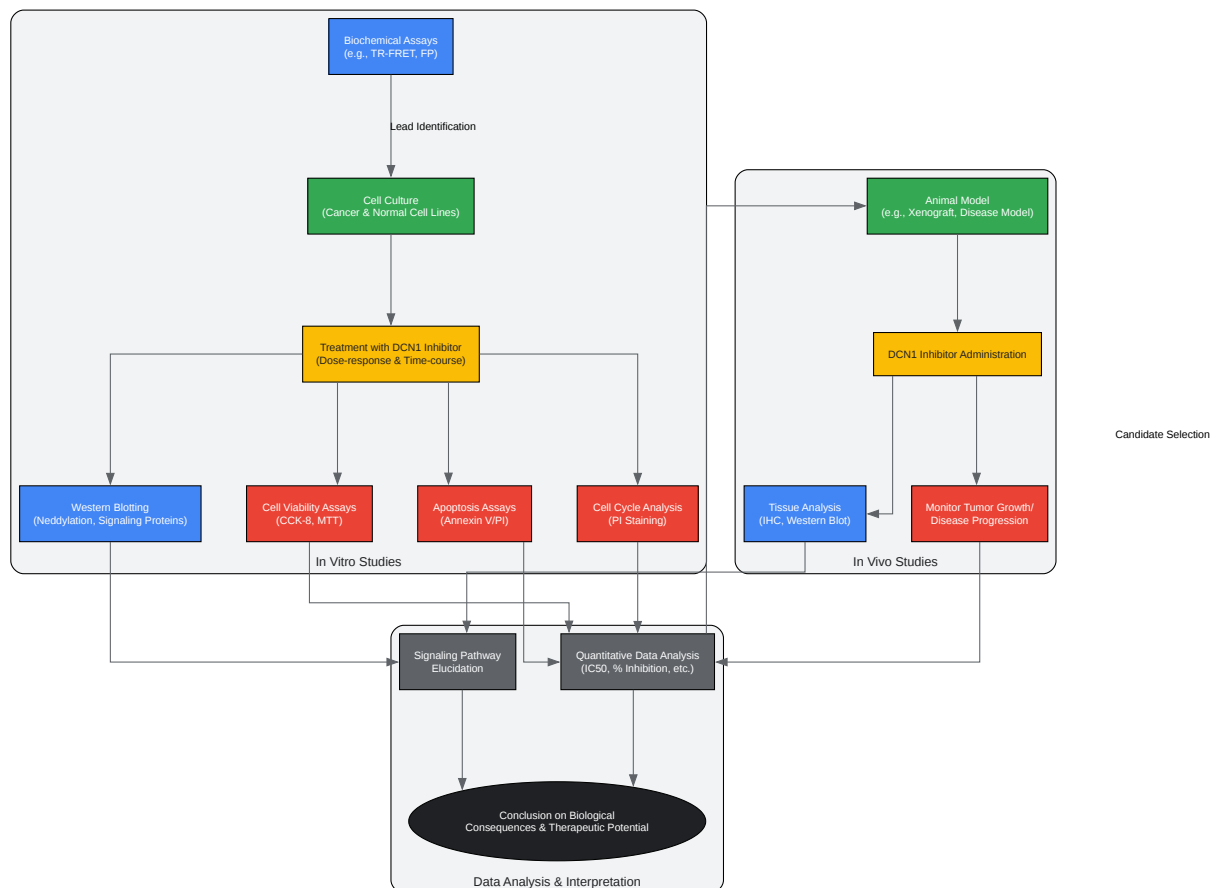 Biochemical Assays
(e.g., TR-FRET, FP)
Lead Identification
Cell Culture
(Cancer & Normal Cell Lines)
Animal Model
(e.g., Xenograft, Disease Model)
Treatment with DCN1 Inhibitor
(Dose-response & Time-course)
DCN1 Inhibitor Administration
Candidate Selection
Western Blotting
(Neddylation, Signaling Proteins)
Cell Viability Assays
(CCK-8, MTT)
Apoptosis Assays
(Annexin V/PI)
Cell Cycle Analysis
(PI Staining)
Tissue Analysis
(IHC, Western Blot)
Monitor Tumor Growth/
Disease Progression
In Vitro Studies
In Vivo Studies
Signaling Pathway
Elucidation
Quantitative Data Analysis
(IC50, % Inhibition, etc.)
Conclusion on Biological
Consequences & Therapeutic Potential
Data Analysis & Interpretation